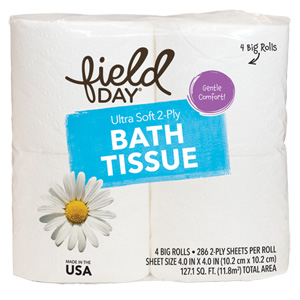 4 Big Rolls
field
DAY®
Gentle
Comfort!
Ultra Soft 2-Ply
BATH
TISSUE
MADE IN THE
USA
4 BIG ROLLS • 286 2-PLY SHEETS PER ROLL
SHEET SIZE 4.0 IN X 4.0 IN (10.2 cm x 10.2 cm)
127.1 SQ. FT. (11.8m²) TOTAL AREA